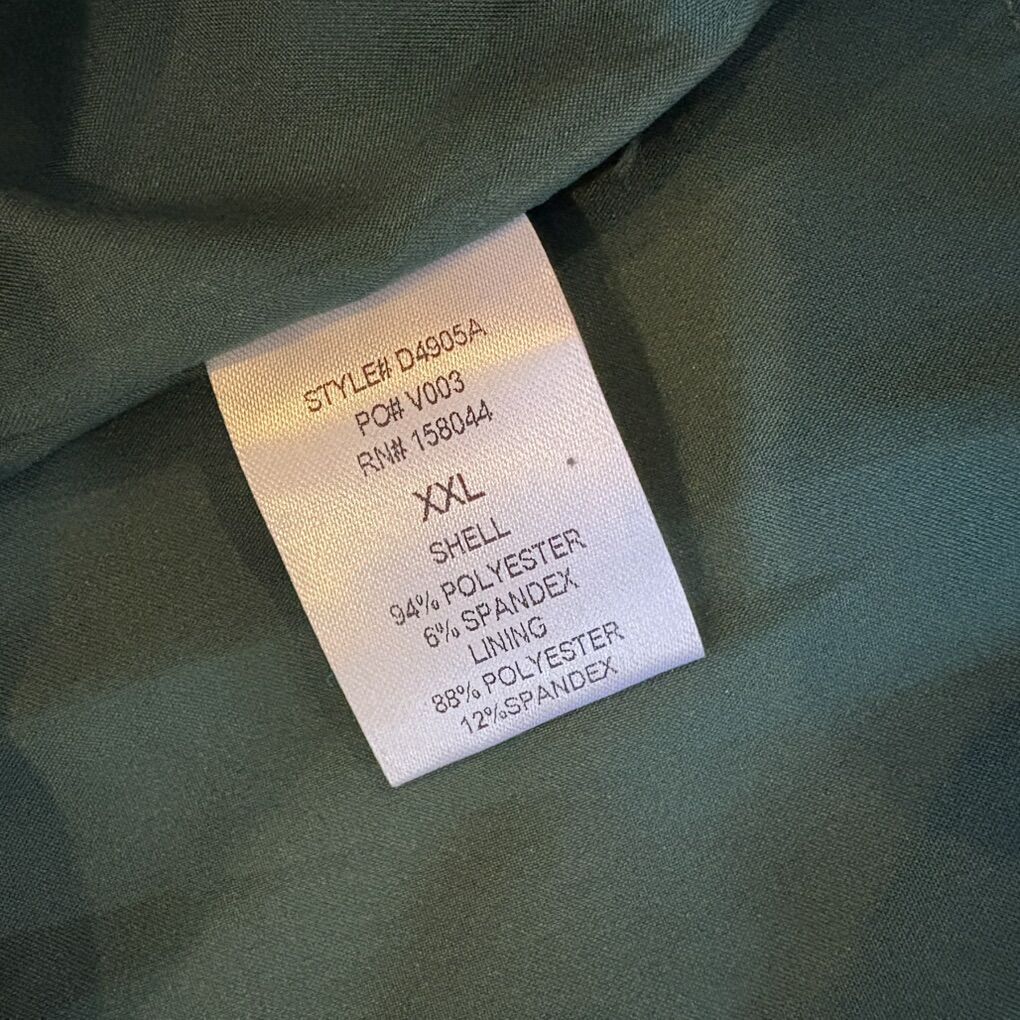 STYLE# D4905A
PO# V003
RN# 158044
XXL
SHELL
94% POLYESTER
6% SPANDEX
LINING
88% POLYESTER
12%SPANDEX